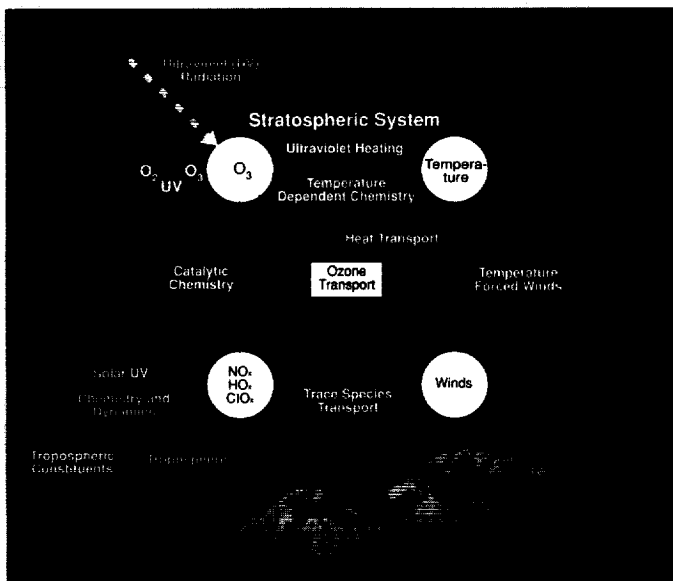 Ultraviolet (UV)
Radiation
Stratospheric System
Ultraviolet Heating
O₂ UV O₃
O₃
Tempera-
ture
Temperature
Dependent Chemistry
Heat Transport
Catalytic
Chemistry
Ozone
Transport
Temperature
Forced Winds
Solar UV
Chemistry and
Dynamics
NOₓ
HOₓ
ClOₓ
Trace Species
Transport
Winds
Tropospheric
Constituents
Troposphere